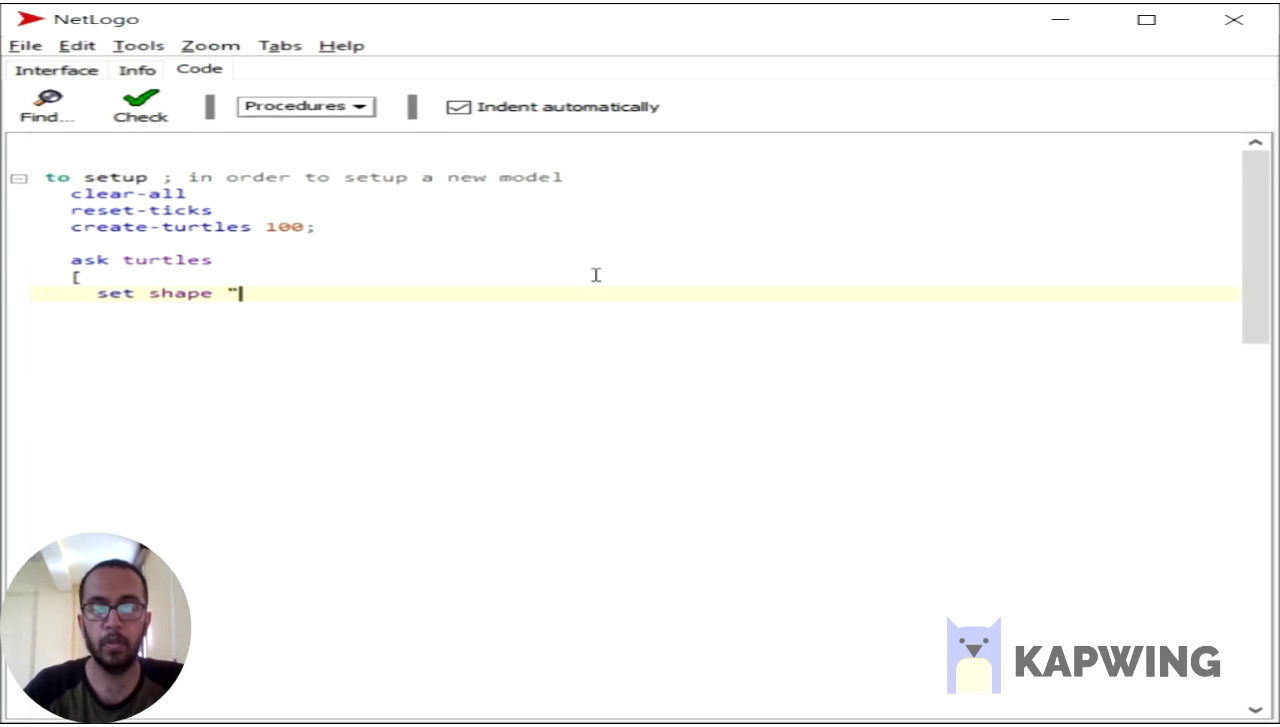 NetLogo
File Edit Tools Zoom Tabs Help
Interface Info Code
Find... Check Procedures Indent automatically
to setup ; in order to setup a new model
clear-all
reset-ticks
create-turtles 100;
ask turtles
[
set shape "
KAPWING